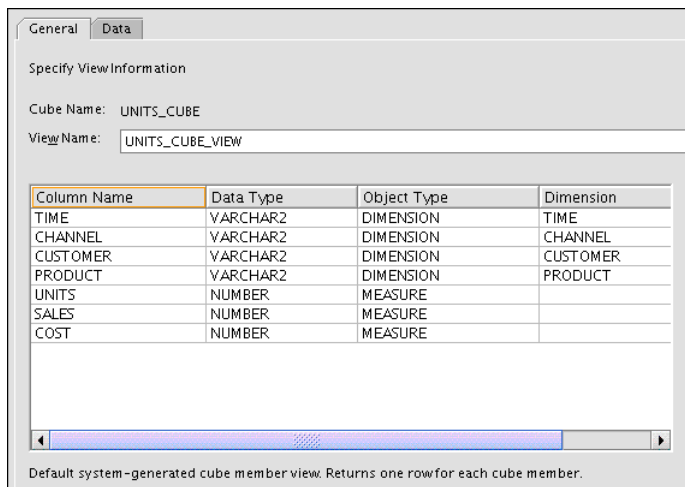 General Data
Specify View Information
Cube Name: UNITS_CUBE
View Name: UNITS_CUBE_VIEW
Column Name Data Type Object Type Dimension
TIME VARCHAR2 DIMENSION TIME
CHANNEL VARCHAR2 DIMENSION CHANNEL
CUSTOMER VARCHAR2 DIMENSION CUSTOMER
PRODUCT VARCHAR2 DIMENSION PRODUCT
UNITS NUMBER MEASURE
SALES NUMBER MEASURE
COST NUMBER MEASURE
Default system-generated cube member view. Returns one row for each cube member.